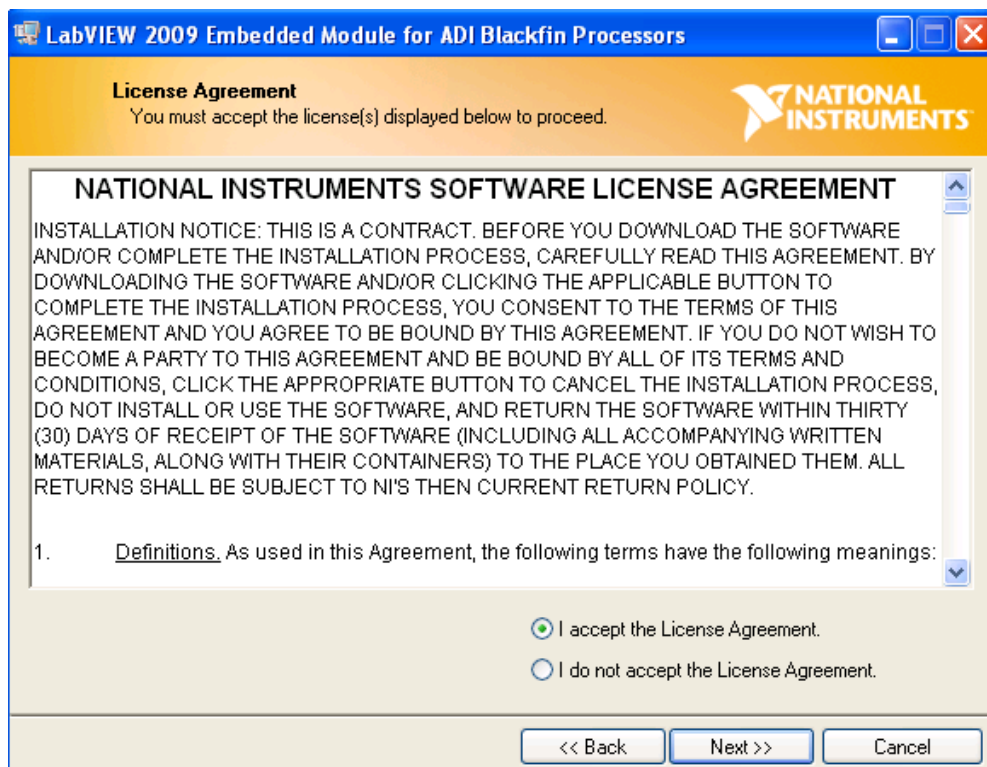 LabVIEW 2009 Embedded Module for ADI Blackfin Processors
License Agreement
You must accept the license(s) displayed below to proceed.
NATIONAL
INSTRUMENTS
NATIONAL INSTRUMENTS SOFTWARE LICENSE AGREEMENT
INSTALLATION NOTICE: THIS IS A CONTRACT. BEFORE YOU DOWNLOAD THE SOFTWARE
AND/OR COMPLETE THE INSTALLATION PROCESS, CAREFULLY READ THIS AGREEMENT. BY
DOWNLOADING THE SOFTWARE AND/OR CLICKING THE APPLICABLE BUTTON TO
COMPLETE THE INSTALLATION PROCESS, YOU CONSENT TO THE TERMS OF THIS
AGREEMENT AND YOU AGREE TO BE BOUND BY THIS AGREEMENT. IF YOU DO NOT WISH TO
BECOME A PARTY TO THIS AGREEMENT AND BE BOUND BY ALL OF ITS TERMS AND
CONDITIONS, CLICK THE APPROPRIATE BUTTON TO CANCEL THE INSTALLATION PROCESS,
DO NOT INSTALL OR USE THE SOFTWARE, AND RETURN THE SOFTWARE WITHIN THIRTY
(30) DAYS OF RECEIPT OF THE SOFTWARE (INCLUDING ALL ACCOMPANYING WRITTEN
MATERIALS, ALONG WITH THEIR CONTAINERS) TO THE PLACE YOU OBTAINED THEM. ALL
RETURNS SHALL BE SUBJECT TO NI'S THEN CURRENT RETURN POLICY.
1. Definitions. As used in this Agreement, the following terms have the following meanings:
I accept the License Agreement.
I do not accept the License Agreement.
<< Back Next >> Cancel